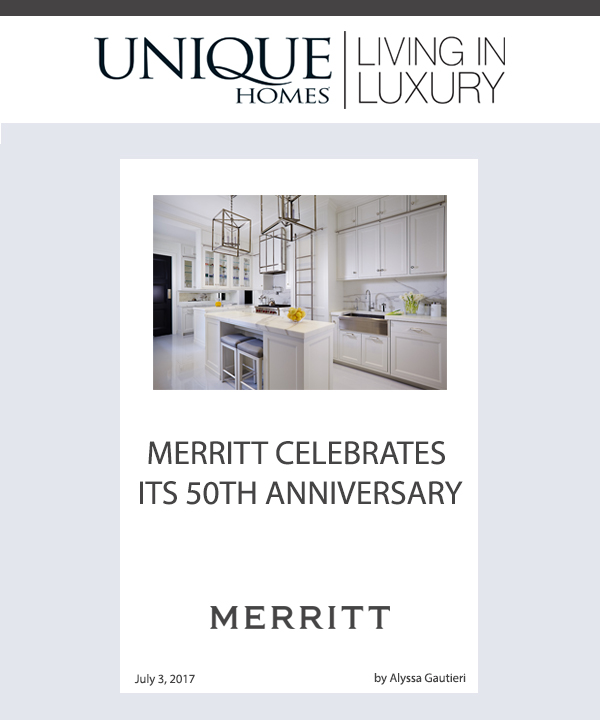 UNIQUE
HOMES
LIVING IN
LUXURY
MERRITT CELEBRATES
ITS 50TH ANNIVERSARY
MERRITT
July 3, 2017
by Alyssa Gautieri